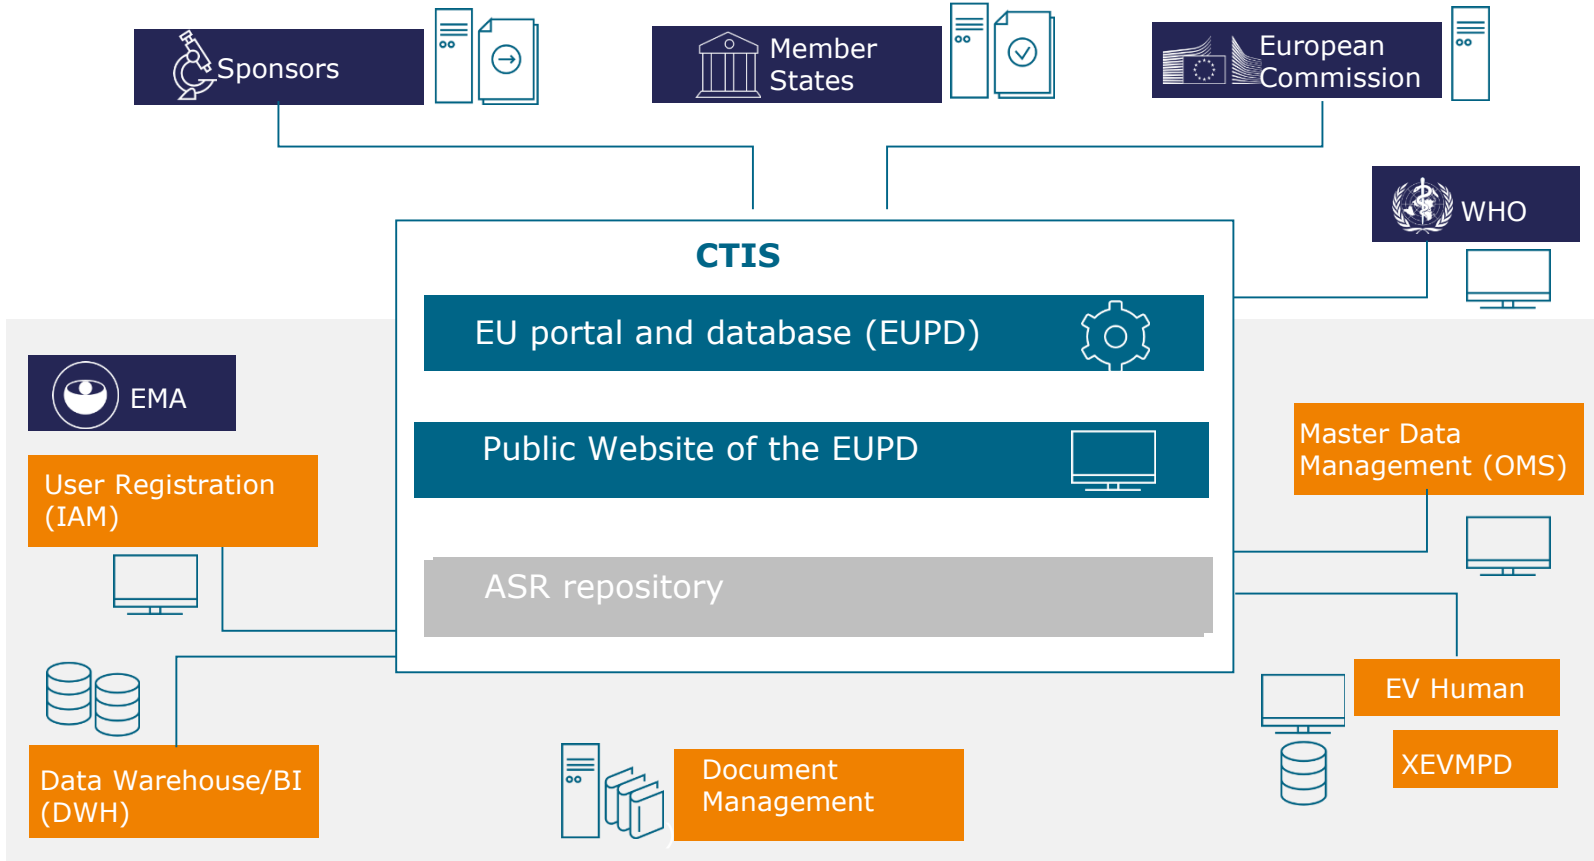 Sponsors
Member
States
European
Commission
WHO
CTIS
EU portal and database (EUPD)
EMA
Public Website of the EUPD
Master Data
Management (OMS)
User Registration
(IAM)
ASR repository
EV Human
XEVMPD
Data Warehouse/BI
(DWH)
Document
Management
)